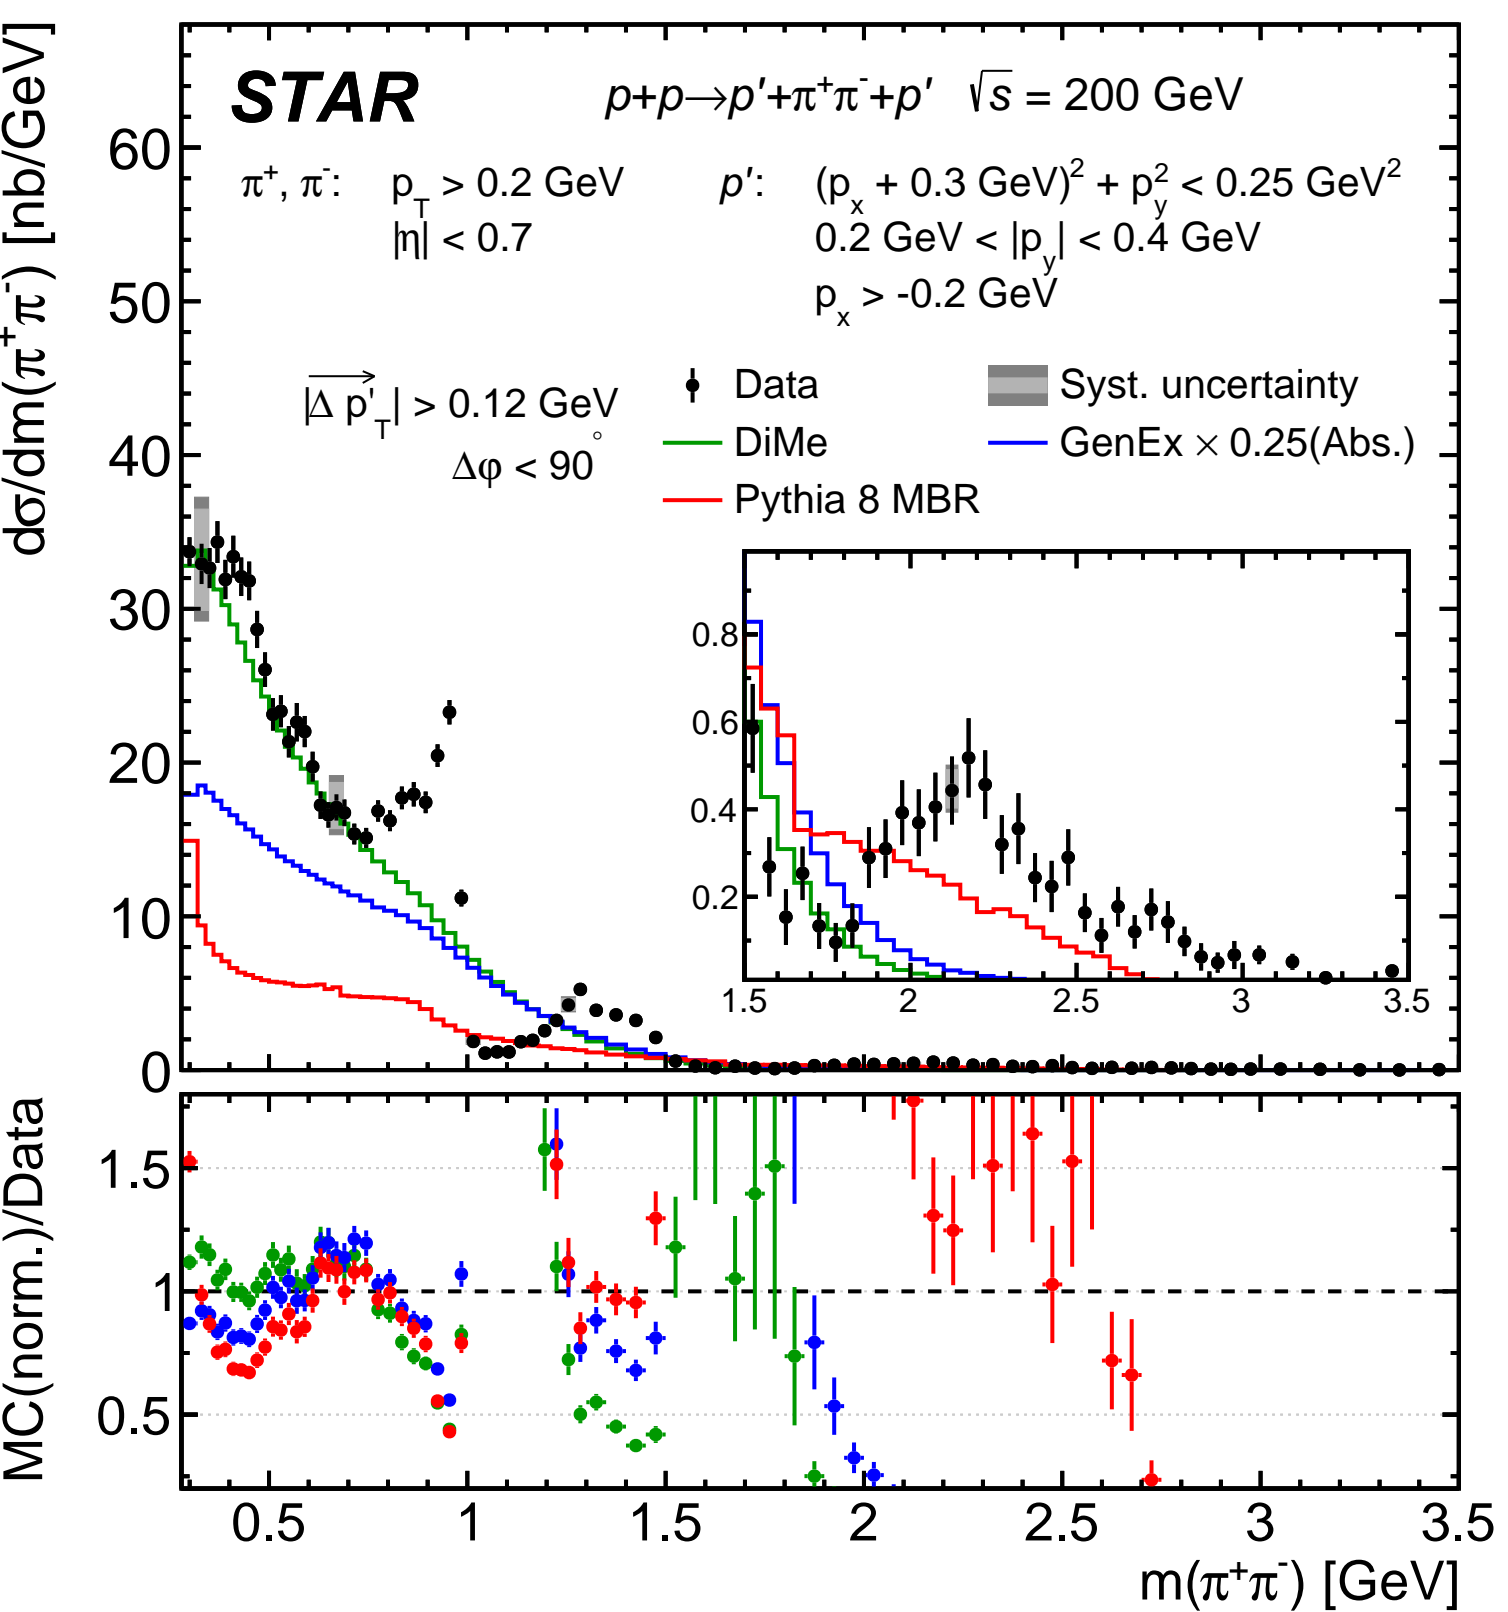 STAR p+p→p′+π⁺π⁻+p′ √s = 200 GeV
π⁺, π⁻: p_T > 0.2 GeV p′: (p_x + 0.3 GeV)² + p_y² < 0.25 GeV²
|η| < 0.7 0.2 GeV < |p_y| < 0.4 GeV
p_x > -0.2 GeV
|Δ p'_T| > 0.12 GeV
Δφ < 90°
Data Syst. uncertainty
DiMe GenEx × 0.25(Abs.)
Pythia 8 MBR
dσ/dm(π⁺π⁻) [nb/GeV]
60
50
40
30
20
10
0
0.8
0.6
0.4
0.2
1.5 2 2.5 3 3.5
MC(norm.)/Data
1.5
1
0.5
0.5 1 1.5 2 2.5 3 3.5
m(π⁺π⁻) [GeV]